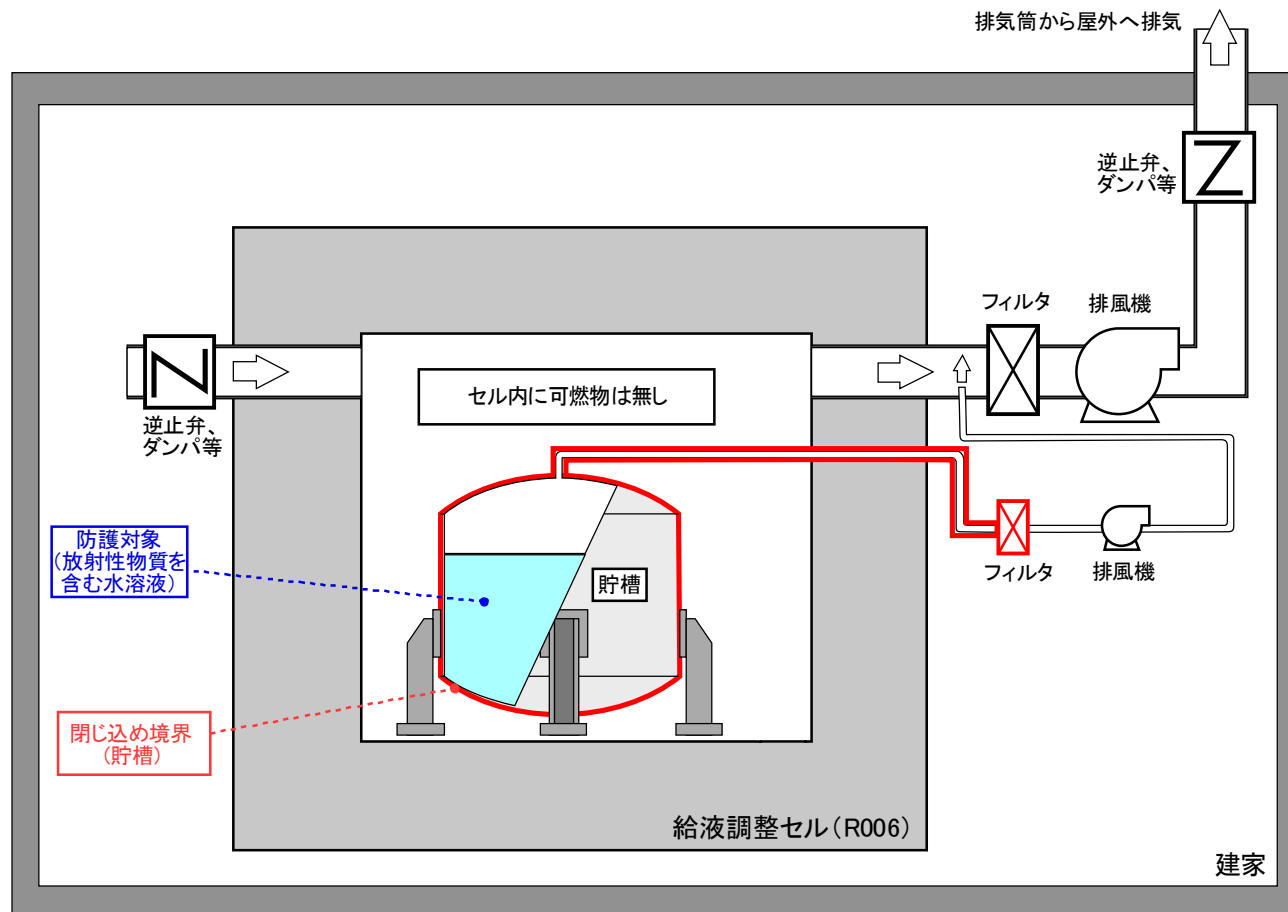 排気筒から屋外へ排気
逆止弁、
ダンパ等
フィルタ
排風機
セル内に可燃物は無し
逆止弁、
ダンパ等
防護対象
(放射性物質を
含む水溶液)
貯槽
フィルタ
排風機
閉じ込め境界
(貯槽)
給液調整セル(R006)
建家